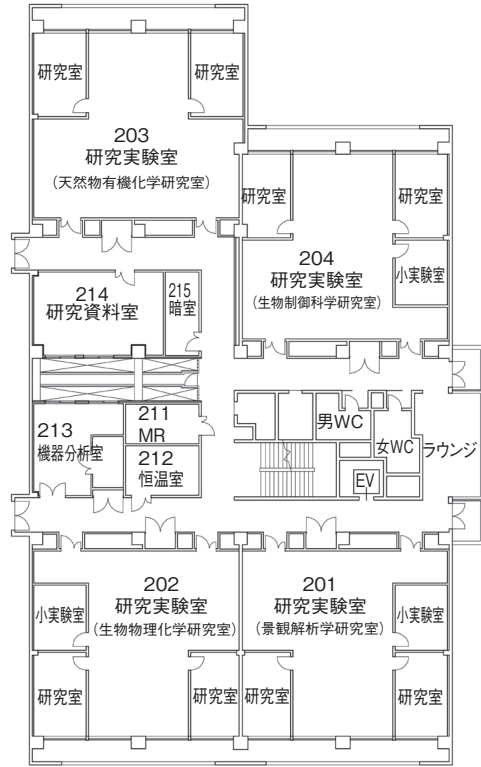 研究室
研究室
203
研究実験室
（天然物有機化学研究室）
研究室
研究室
204
研究実験室
（生物制御科学研究室）
小実験室
214
研究資料室
215
暗室
211
MR
213
機器分析室
212
恒温室
男WC
女WC
ラウンジ
EV
202
研究実験室
（生物物理化学研究室）
小実験室
研究室
研究室
201
研究実験室
（景観解析学研究室）
小実験室
研究室
研究室